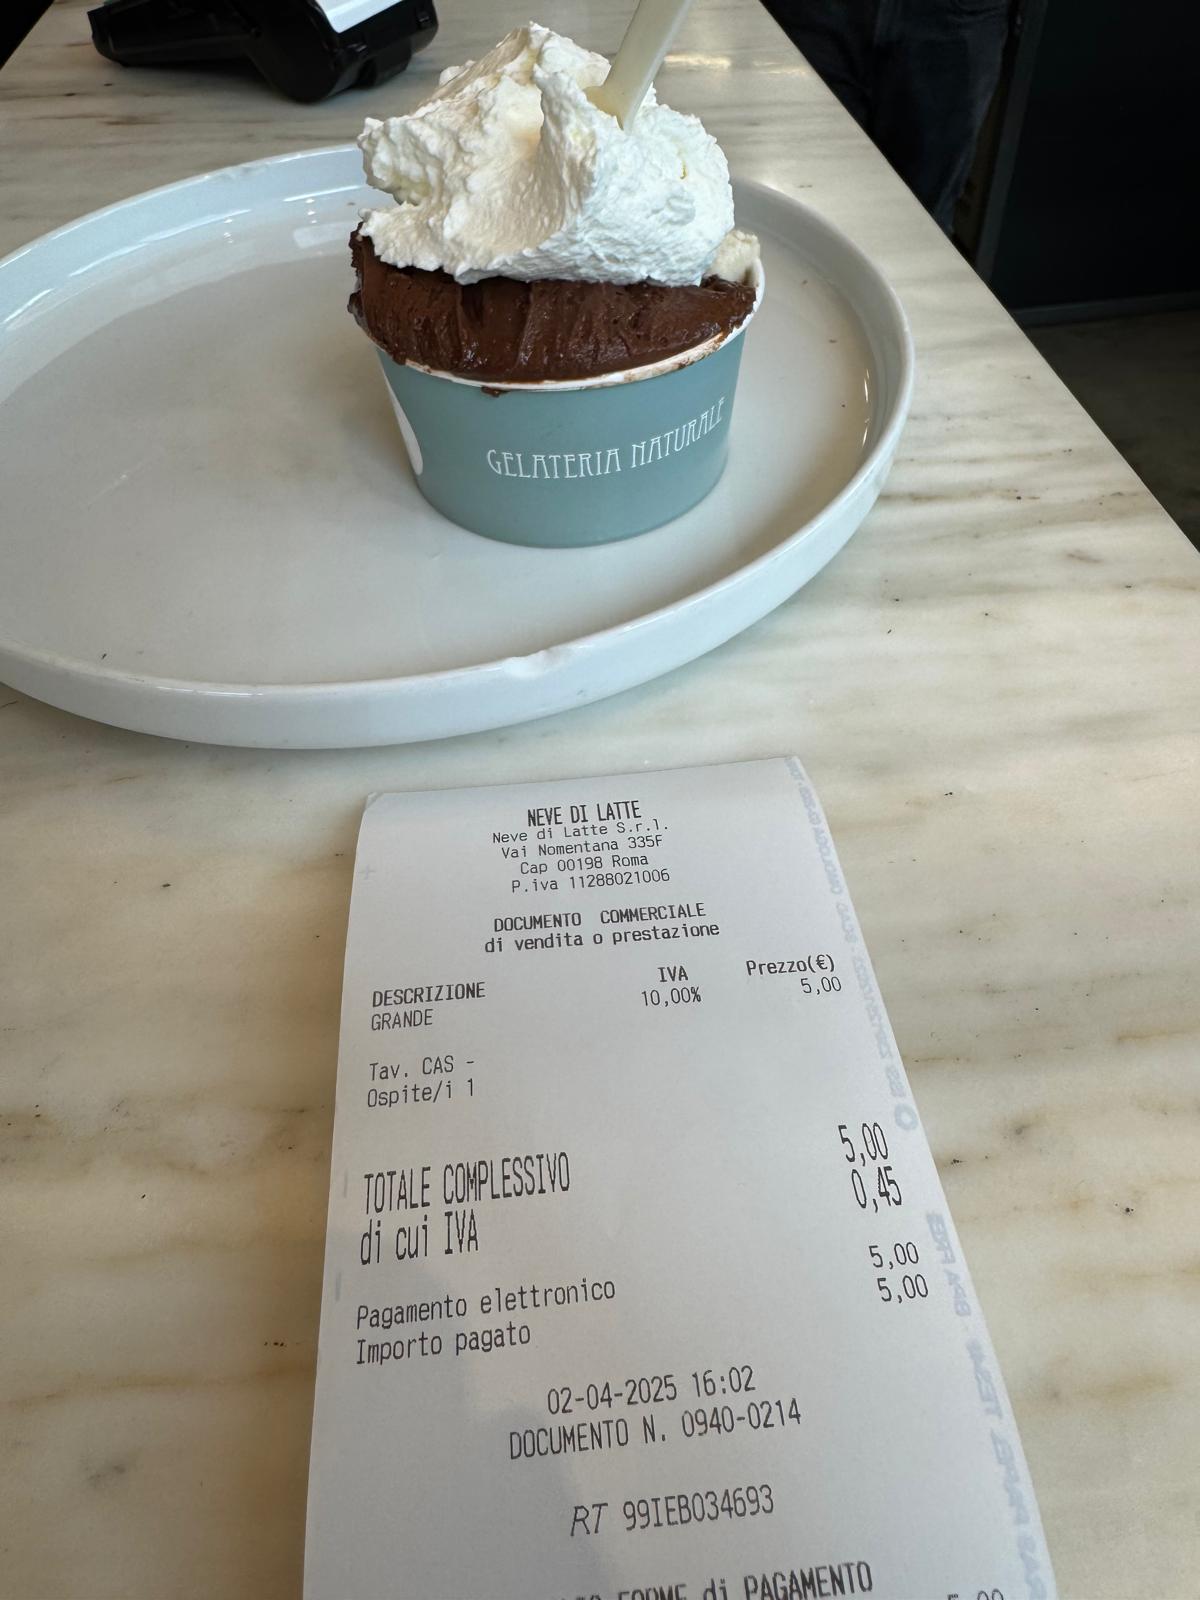 GELATERIA NATURALE
NEVE DI LATTE
Neve di Latte S.r.l.
Vai Nomentana 335F
Cap 00198 Roma
P.iva 11288021006
DOCUMENTO COMMERCIALE
di vendita o prestazione
DESCRIZIONE IVA Prezzo(€)
GRANDE 10,00% 5,00
Tav. CAS -
Ospite/i 1
TOTALE COMPLESSIVO 5,00
di cui IVA 0,45
Pagamento elettronico 5,00
Importo pagato 5,00
02-04-2025 16:02
DOCUMENTO N. 0940-0214
RT 99IEB034693
FORME di PAGAMENTO